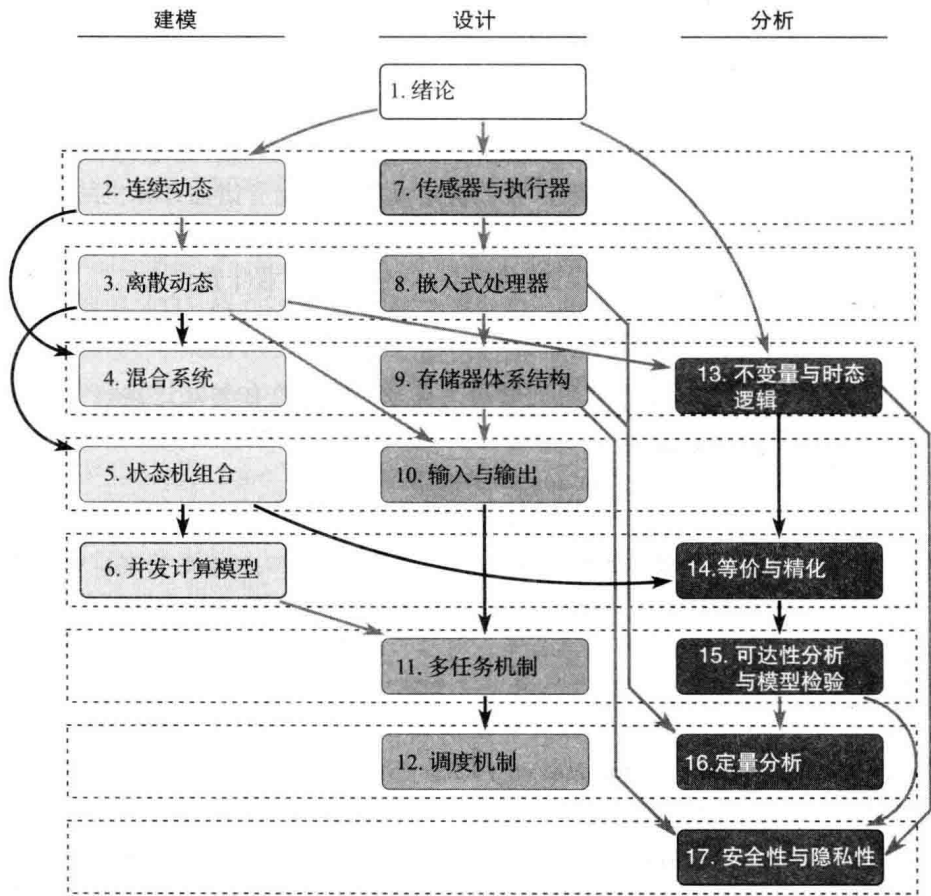 建模 设计 分析
1. 绪论
2. 连续动态 7. 传感器与执行器
3. 离散动态 8. 嵌入式处理器
4. 混合系统 9. 存储器体系结构 13. 不变量与时态
逻辑
5. 状态机组合 10. 输入与输出
6. 并发计算模型 14.等价与精化
11. 多任务机制 15. 可达性分析
与模型检验
12. 调度机制 16.定量分析
17. 安全性与隐私性